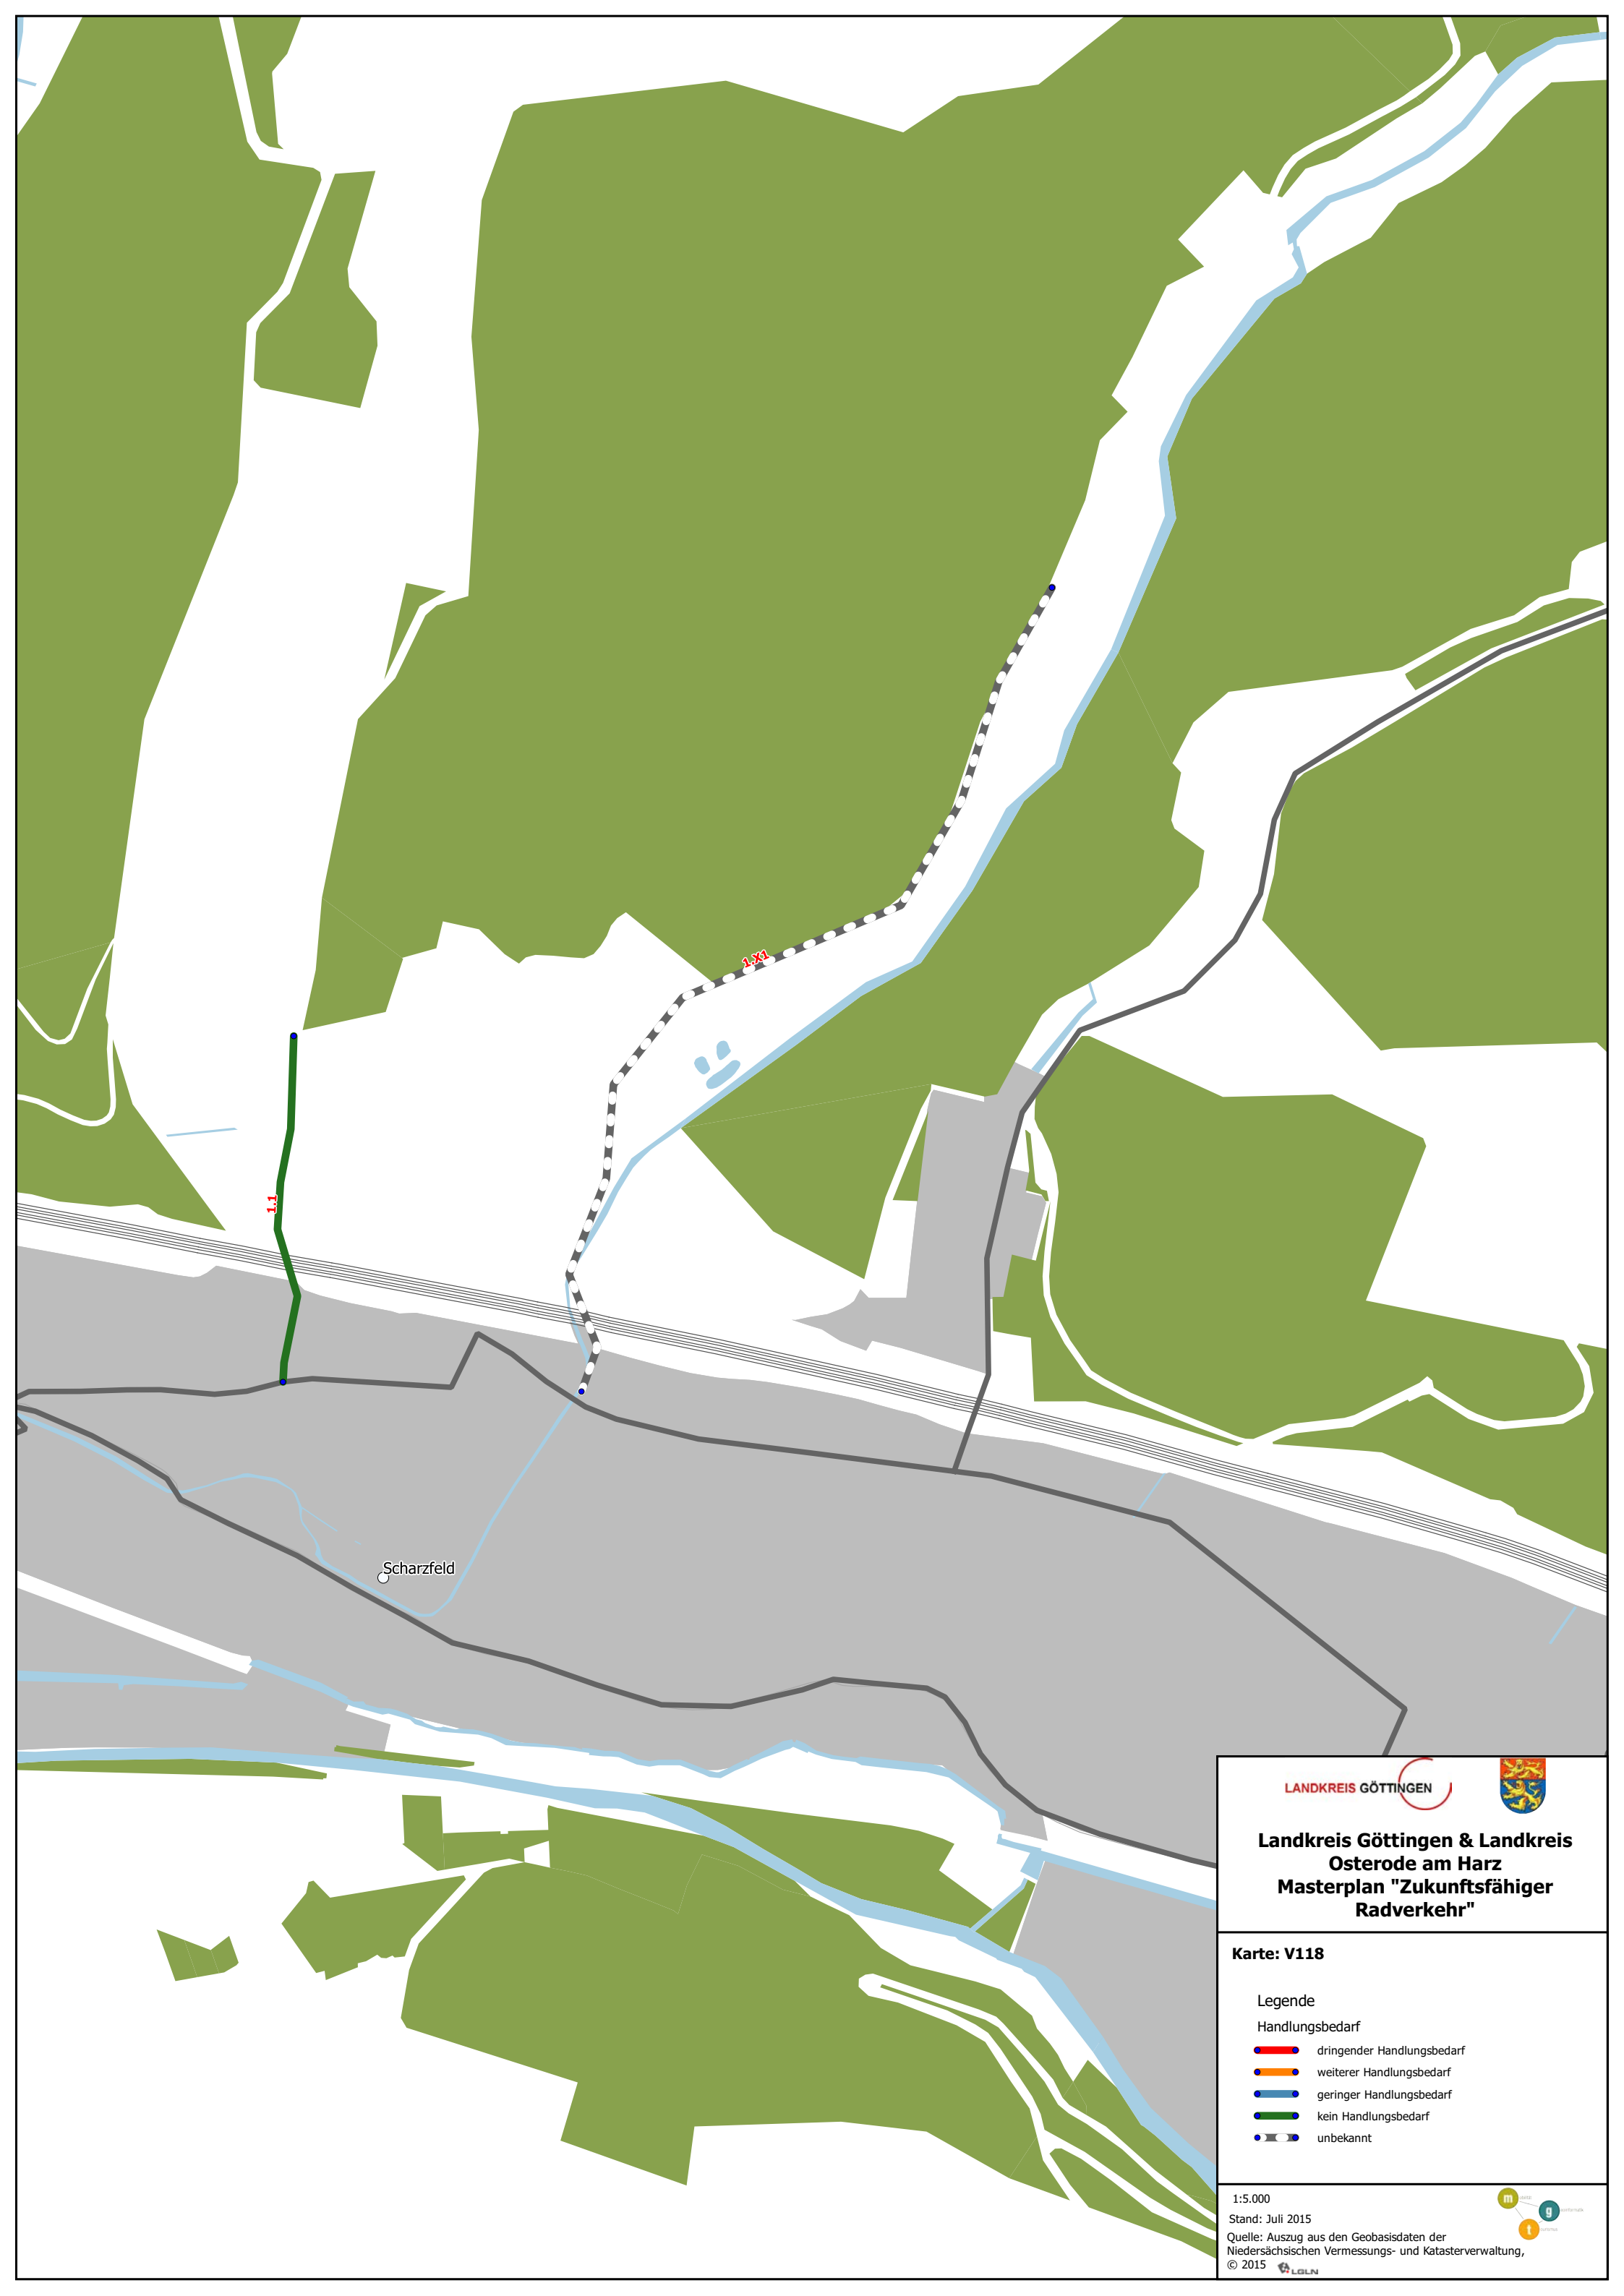 1.X1
1.1
Scharzfeld
LANDKREIS GÖTTINGEN
Landkreis Göttingen & Landkreis
Osterode am Harz
Masterplan "Zukunftsfähiger
Radverkehr"
Karte: V118
Legende
Handlungsbedarf
dringender Handlungsbedarf
weiterer Handlungsbedarf
geringer Handlungsbedarf
kein Handlungsbedarf
unbekannt
1:5.000
Stand: Juli 2015
Quelle: Auszug aus den Geobasisdaten der
Niedersächsischen Vermessungs- und Katasterverwaltung,
© 2015 LGLN
m
g
t